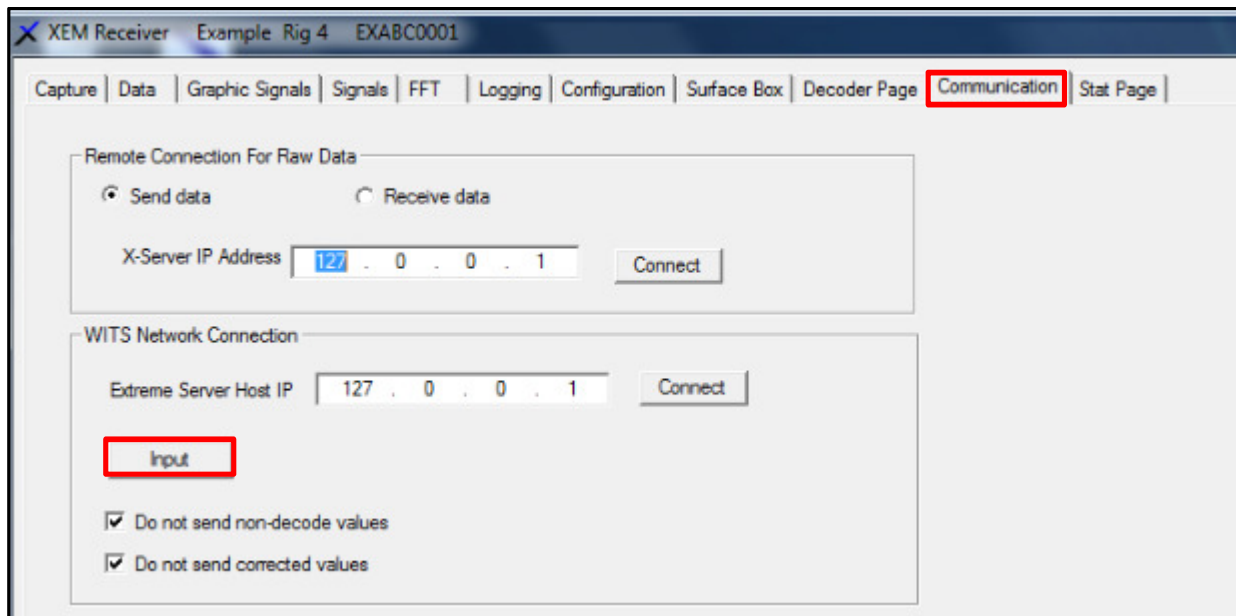 XEM Receiver Example Rig 4 EXABC0001
Capture Data Graphic Signals Signals FFT Logging Configuration Surface Box Decoder Page Communication Stat Page
Remote Connection For Raw Data
Send data Receive data
X-Server IP Address 127 . 0 . 0 . 1 Connect
WITS Network Connection
Extreme Server Host IP 127 . 0 . 0 . 1 Connect
Input
Do not send non-decode values
Do not send corrected values